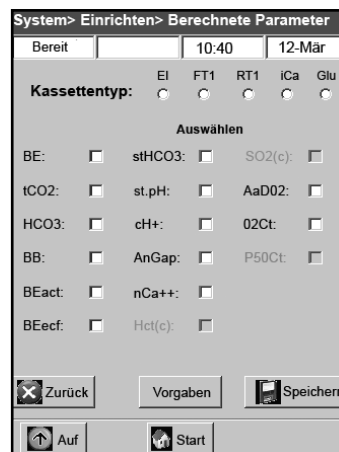 System> Einrichten> Berechnete Parameter
Bereit 10:40 12-Mär
El FT1 RT1 iCa Glu
Kassettentyp:
Auswählen
BE: stHCO3: SO2(c):
tCO2: st.pH: AaD02:
HCO3: cH+: 02Ct:
BB: AnGap: P50Ct:
BEact: nCa++:
BEecf: Hct(c):
Zurück Vorgaben Speichern
Auf Start